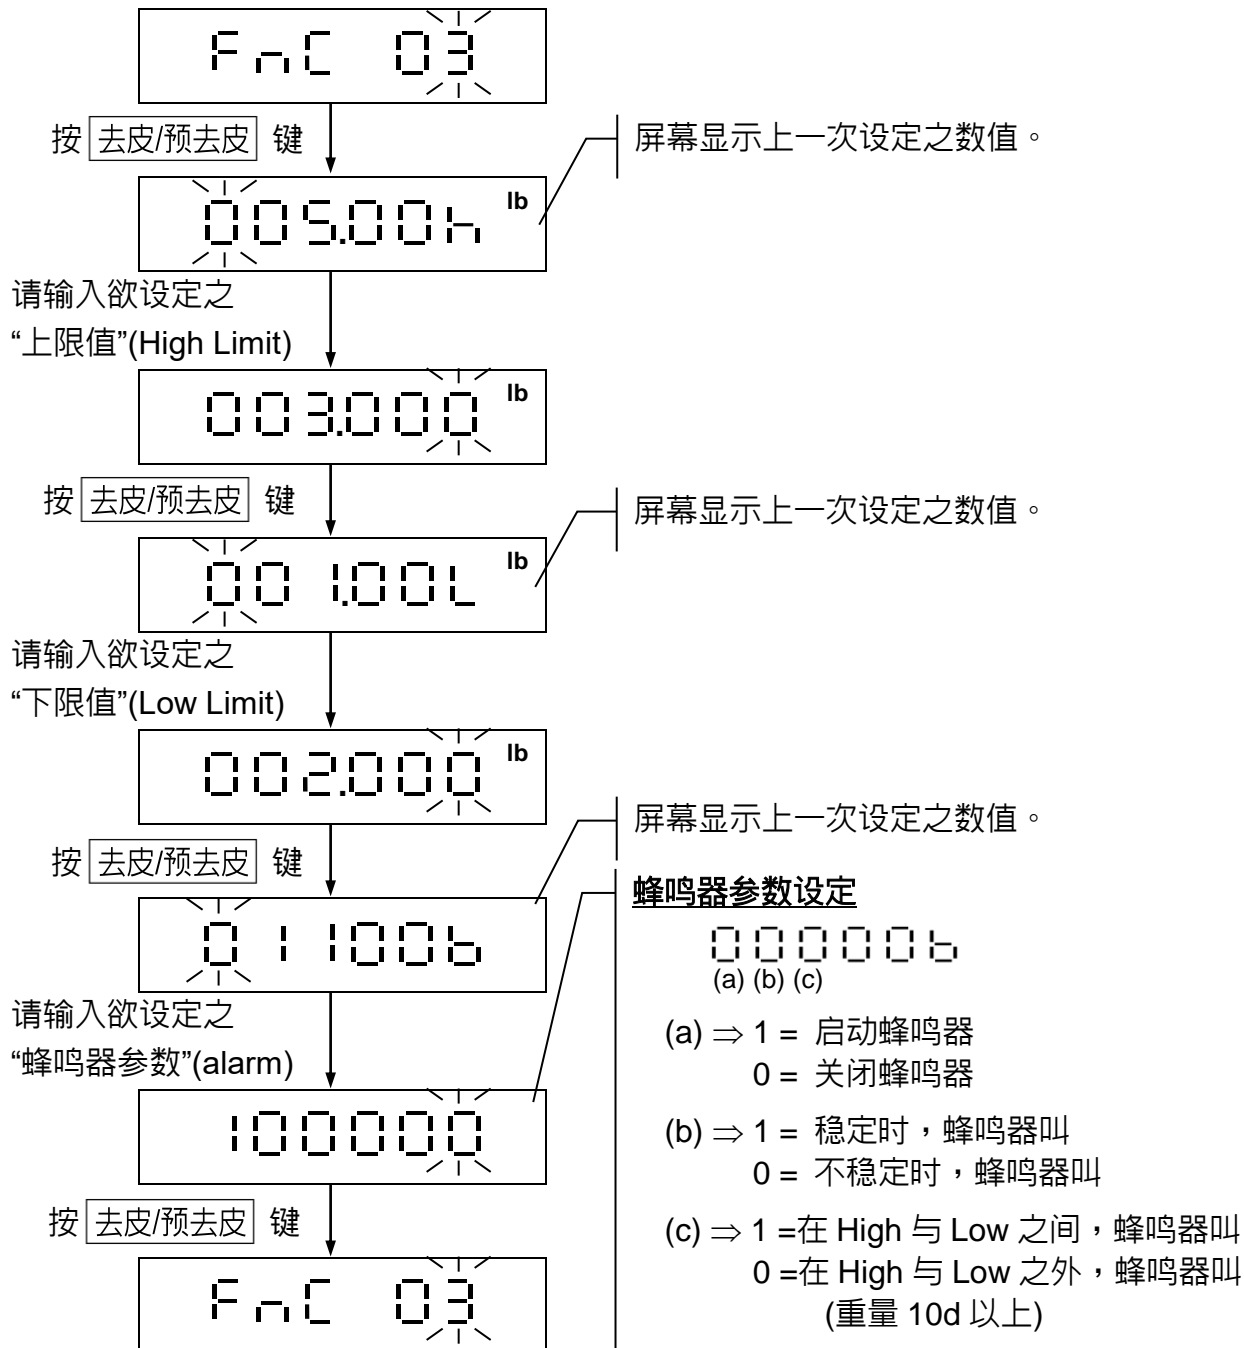 FnC 03
按 去皮/预去皮 键
屏幕显示上一次设定之数值。
005.00h lb
请输入欲设定之
“上限值”(High Limit)
003.000 lb
按 去皮/预去皮 键
屏幕显示上一次设定之数值。
001.00L lb
请输入欲设定之
“下限值”(Low Limit)
002.000 lb
屏幕显示上一次设定之数值。
按 去皮/预去皮 键
01100b
请输入欲设定之
“蜂鸣器参数”(alarm)
100000
按 去皮/预去皮 键
FnC 03
蜂鸣器参数设定
00000b
(a) (b) (c)
(a) ⇒ 1 = 启动蜂鸣器
0 = 关闭蜂鸣器
(b) ⇒ 1 = 稳定时，蜂鸣器叫
0 = 不稳定时，蜂鸣器叫
(c) ⇒ 1 =在 High 与 Low 之间，蜂鸣器叫
0 =在 High 与 Low 之外，蜂鸣器叫
(重量 10d 以上)